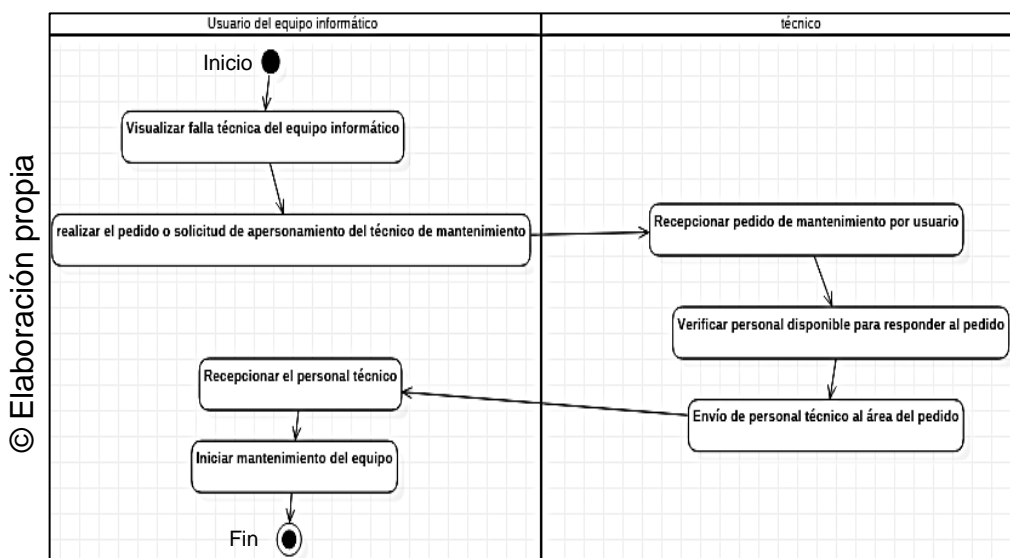 Usuario del equipo informático
técnico
Inicio
Visualizar falla técnica del equipo informático
realizar el pedido o solicitud de apersonamiento del técnico de mantenimiento
Recepcionar pedido de mantenimiento por usuario
Verificar personal disponible para responder al pedido
Envío de personal técnico al área del pedido
Recepcionar el personal técnico
Iniciar mantenimiento del equipo
Fin
© Elaboración propia